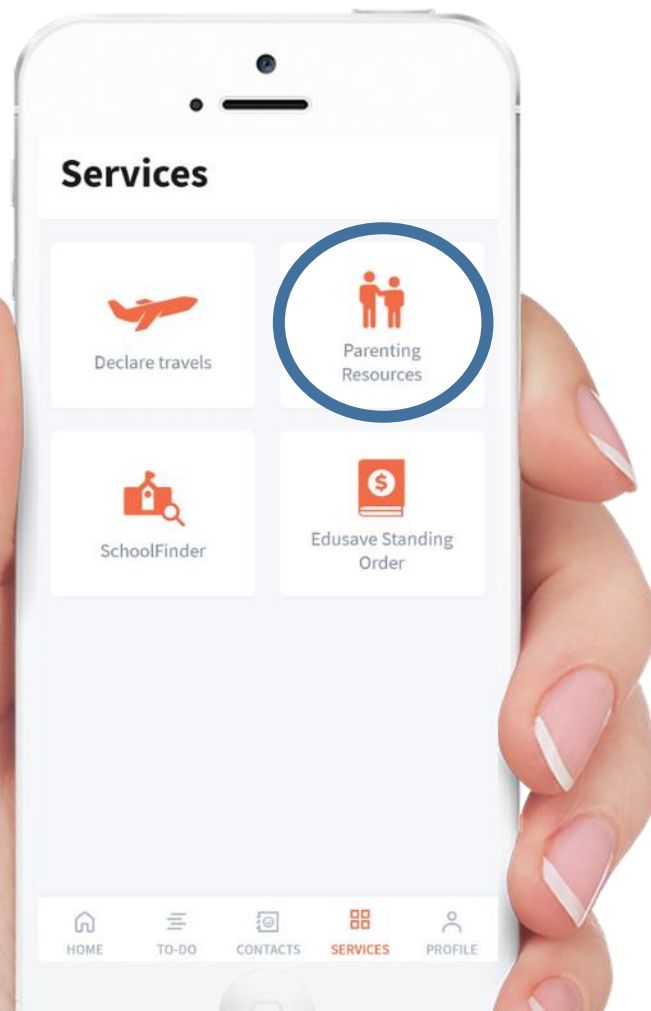 Services
Declare travels
Parenting
Resources
SchoolFinder
$
Edusave Standing
Order
HOME TO-DO CONTACTS SERVICES PROFILE